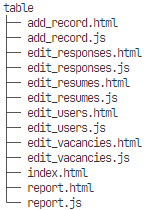 table
├── add_record.html
├── add_record.js
├── edit_responses.html
├── edit_responses.js
├── edit_resumes.html
├── edit_resumes.js
├── edit_users.html
├── edit_users.js
├── edit_vacancies.html
├── edit_vacancies.js
├── index.html
├── report.html
└── report.js